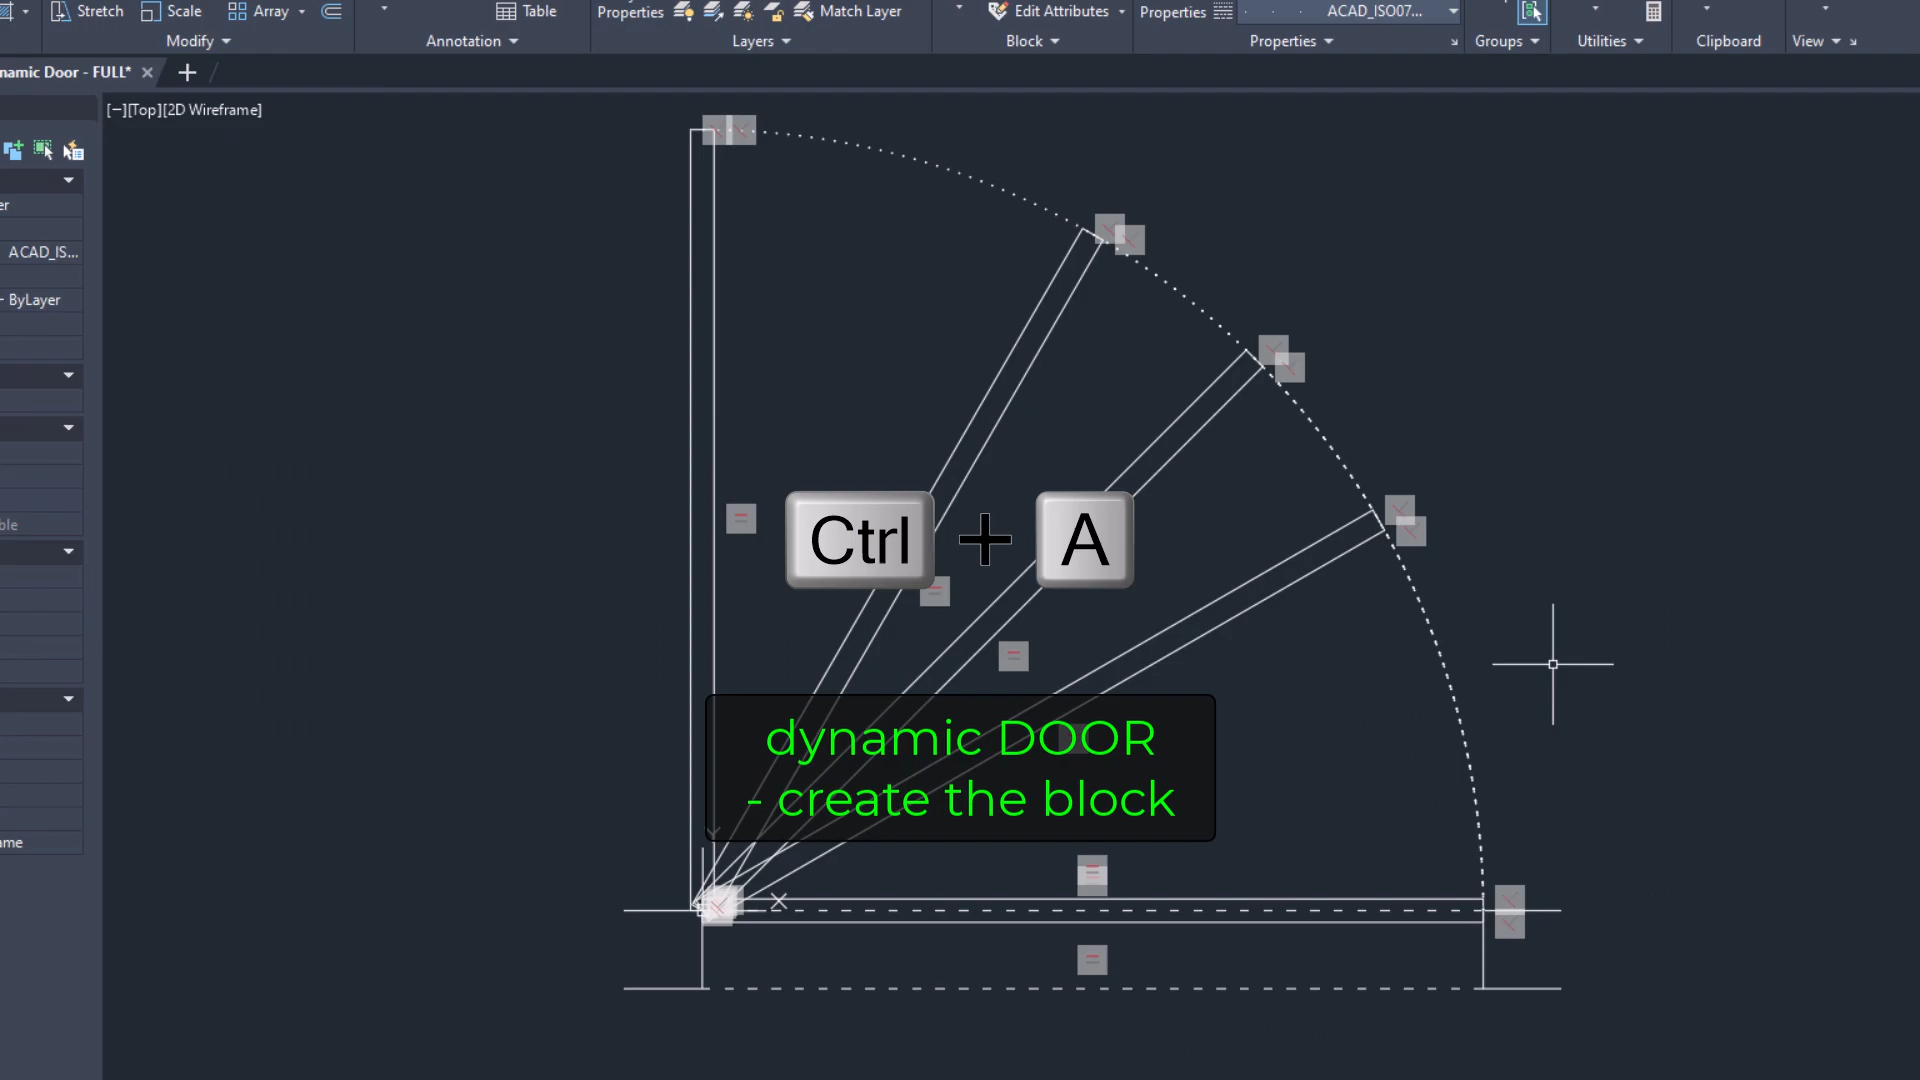 Stretch Scale Array Table Properties Match Layer Edit Attributes Properties ACAD_ISO07...
Modify Annotation Layers Block Properties Groups Utilities Clipboard View
namic Door - FULL*
[−][Top][2D Wireframe]
er
ACAD_IS...
ByLayer
ble
ame
Ctrl + A
dynamic DOOR
- create the block